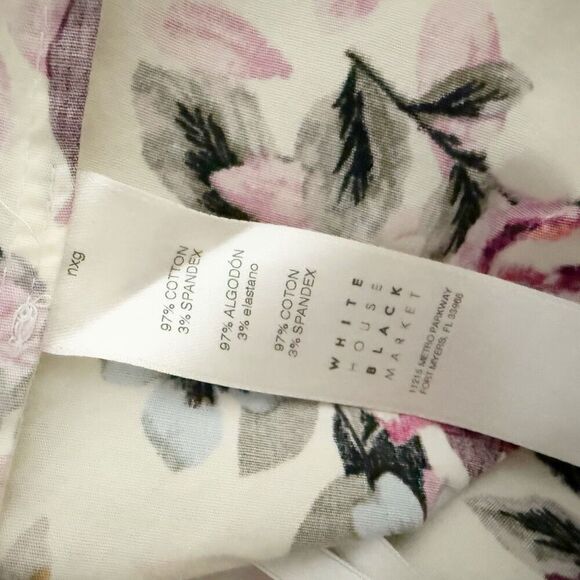 nxg
97% COTTON
3% SPANDEX
97% ALGODÓN
3% elastano
97% COTON
3% SPANDEX
WHITE
HOUSE
BLACK
MARKET
11215 METRO PARKWAY
FORT MYERS, FL 33966